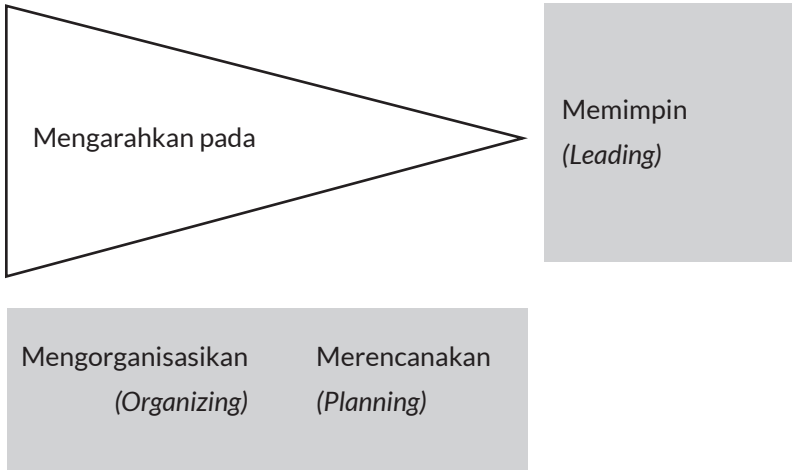 Mengarahkan pada
Memimpin
(Leading)
Mengorganisasikan
(Organizing)
Merencanakan
(Planning)